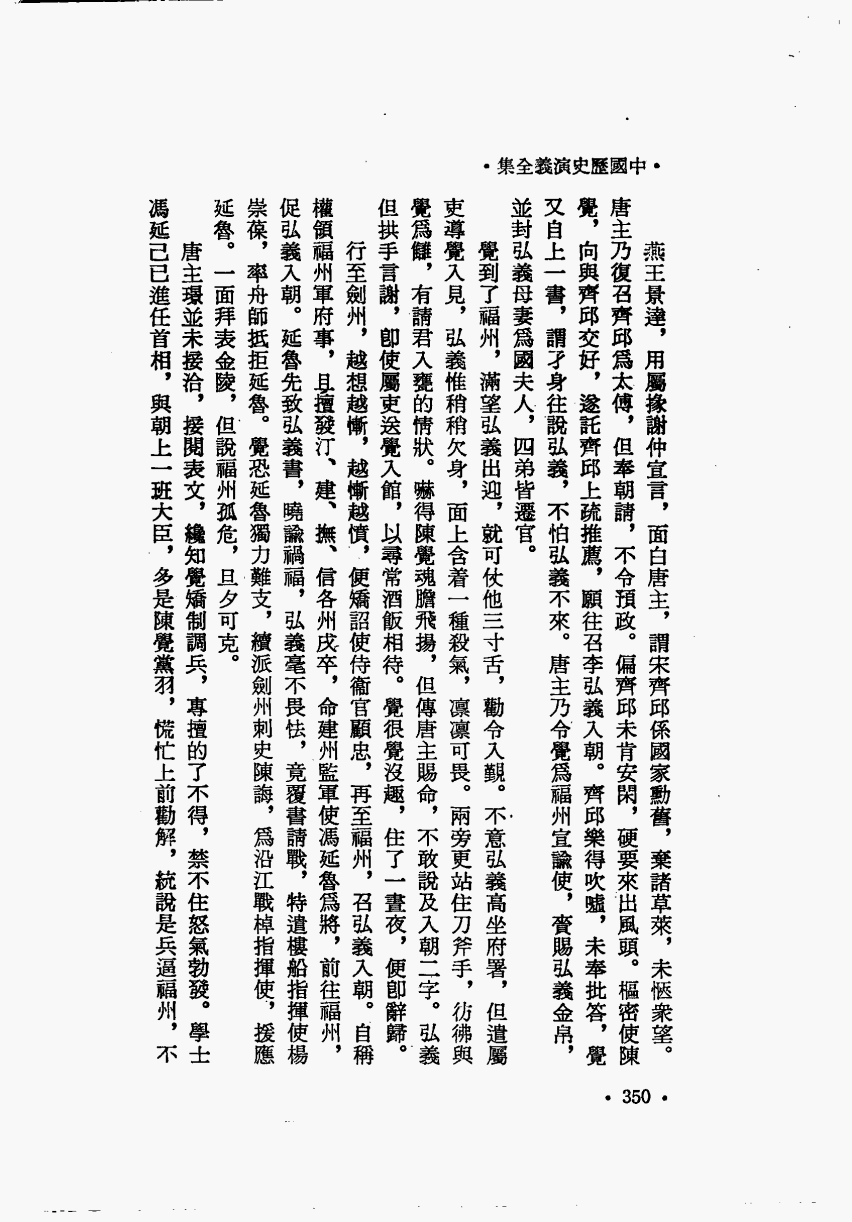 ・中國歷史演義全集・
燕王景達，用屬掾謝仲宣言，面白唐主，謂宋齊邱係國家勳舊，棄諸草萊，未愜衆望。
唐主乃復召齊邱爲太傅，但奉朝請，不令預政。偏齊邱未肯安閑，硬要來出風頭。樞密使陳
覺，向與齊邱交好，遂託齊邱上疏推薦，願往召李弘義入朝。齊邱樂得吹噓，未奉批答，覺
又自上一書，謂孑身往說弘義，不怕弘義不來。唐主乃令覺爲福州宣諭使，賚賜弘義金帛，
並封弘義母妻爲國夫人，四弟皆遷官。
覺到了福州，滿望弘義出迎，就可仗他三寸舌，勸令入覲。不意弘義高坐府署，但遣屬
吏導覺入見，弘義惟稍稍欠身，面上含着一種殺氣，凛凛可畏。兩旁更站住刀斧手，彷彿與
覺爲讎，有請君入甕的情狀。嚇得陳覺魂膽飛揚，但傳唐主賜命，不敢說及入朝二字。弘義
但拱手言謝，卽使屬吏送覺入館，以尋常酒飯相待。覺很覺沒趣，住了一晝夜，便卽辭歸。
行至劍州，越想越慚，越慚越憤，便矯詔使侍衞官顧忠，再至福州，召弘義入朝。自稱
權領福州軍府事，且擅發汀、建、撫、信各州戍卒，命建州監軍使馮延魯爲將，前往福州，
促弘義入朝。延魯先致弘義書，曉諭禍福，弘義毫不畏怯，竟覆書請戰，特遣樓船指揮使楊
崇葆，率舟師抵拒延魯。覺恐延魯獨力難支，續派劍州刺史陳誨，爲沿江戰棹指揮使，援應
延魯。一面拜表金陵，但說福州孤危，旦夕可克。
唐主璟並未接洽，接閱表文，纔知覺矯制調兵，專擅的了不得，禁不住怒氣勃發。學士
馮延己已進任首相，與朝上一班大臣，多是陳覺黨羽，慌忙上前勸解，統說是兵逼福州，不
・350・